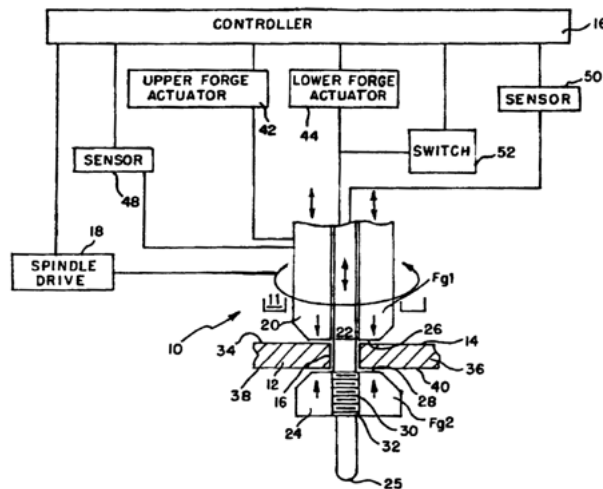 CONTROLLER
16
UPPER FORGE
ACTUATOR
42
LOWER FORGE
ACTUATOR
44
SENSOR
50
SENSOR
48
SWITCH
52
18
SPINDLE
DRIVE
11
Fg1
10
20
22
26
14
34
36
38
12
16
28
40
24
30
32
Fg2
25